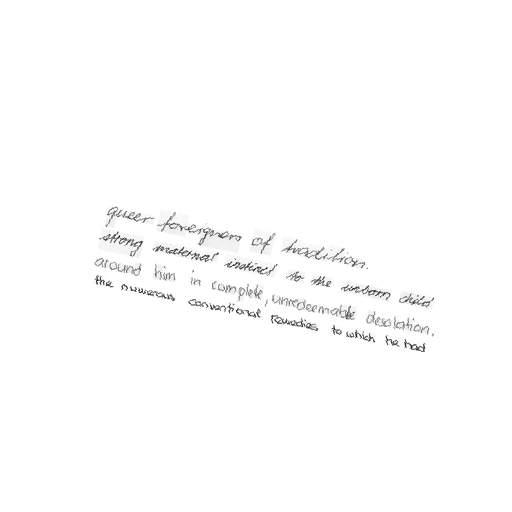 queer foreigners of tradition.
strong maternal instinct to the unborn child
around him in complete, unredeemable desolation.
the numerous conventional remedies to which he had